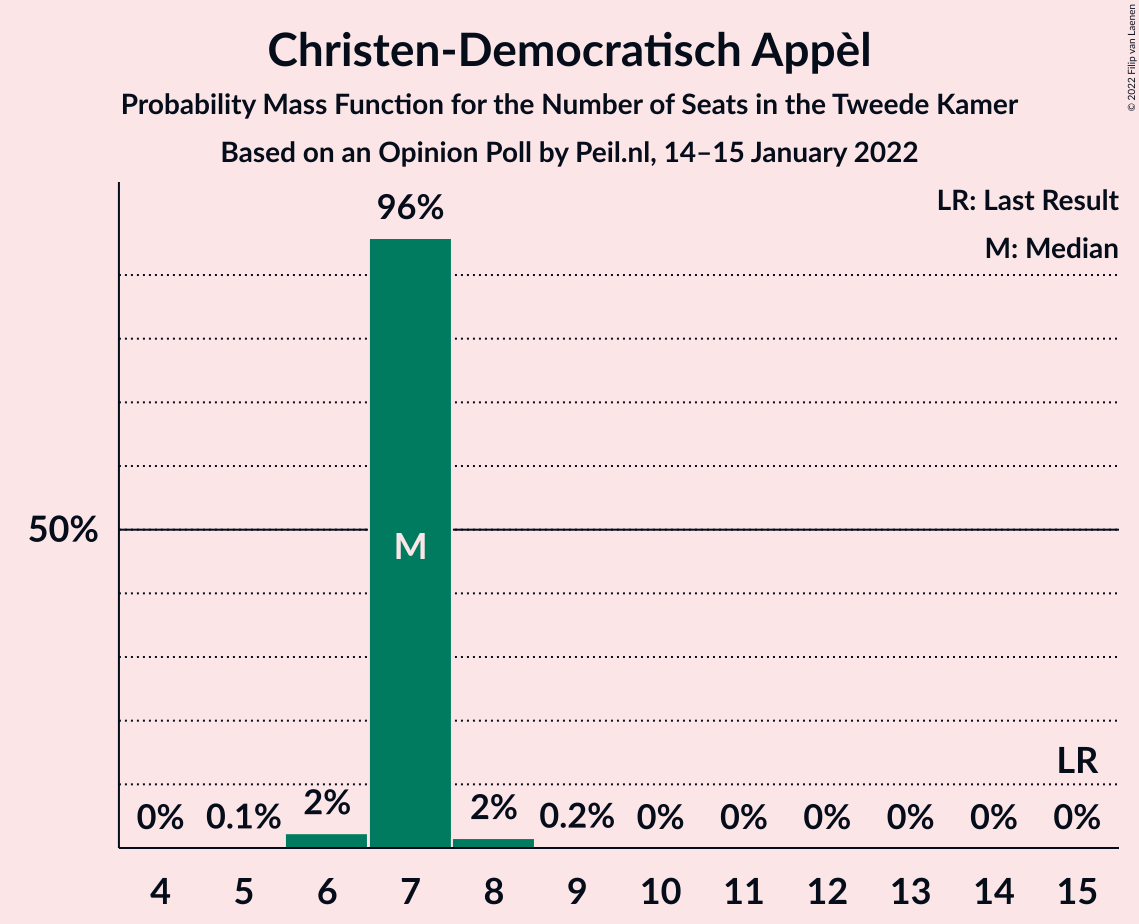 Christen-Democratisch Appèl
Probability Mass Function for the Number of Seats in the Tweede Kamer
Based on an Opinion Poll by Peil.nl, 14–15 January 2022
© 2022 Filip van Laenen
LR: Last Result
M: Median
96%
50%
M
LR
0% 0.1% 2% 2% 0.2% 0% 0% 0% 0% 0% 0%
4 5 6 7 8 9 10 11 12 13 14 15